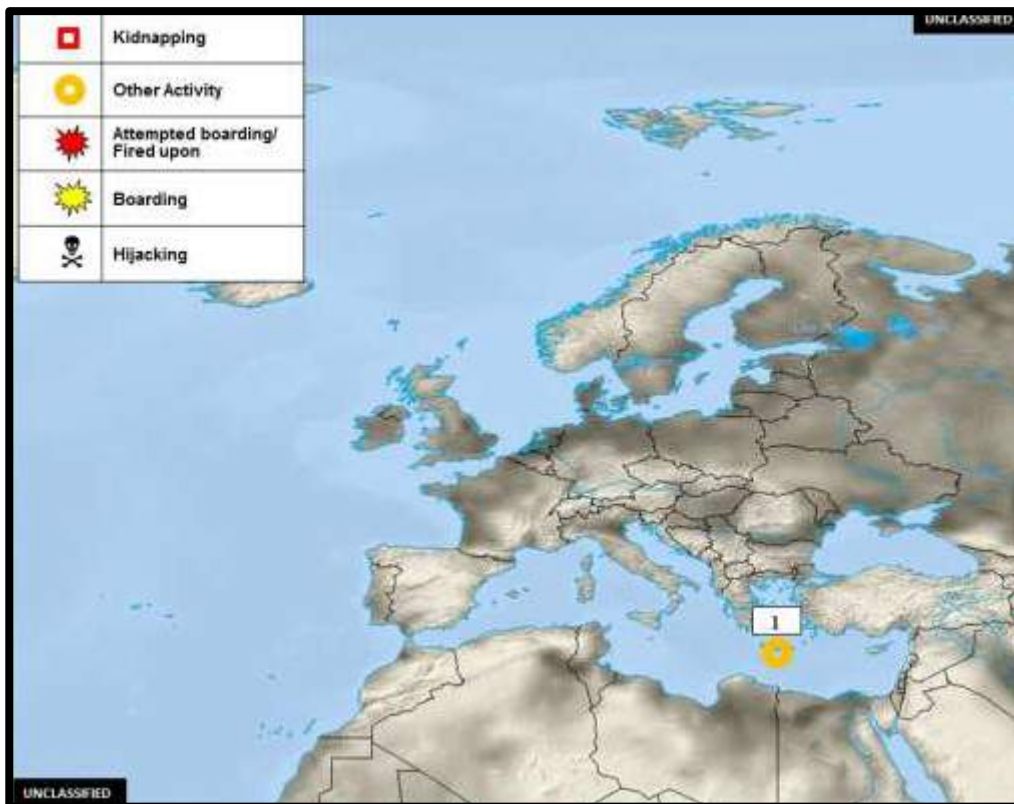 UNCLASSIFIED
Kidnapping
Other Activity
Attempted boarding/
Fired upon
Boarding
Hijacking
1
UNCLASSIFIED